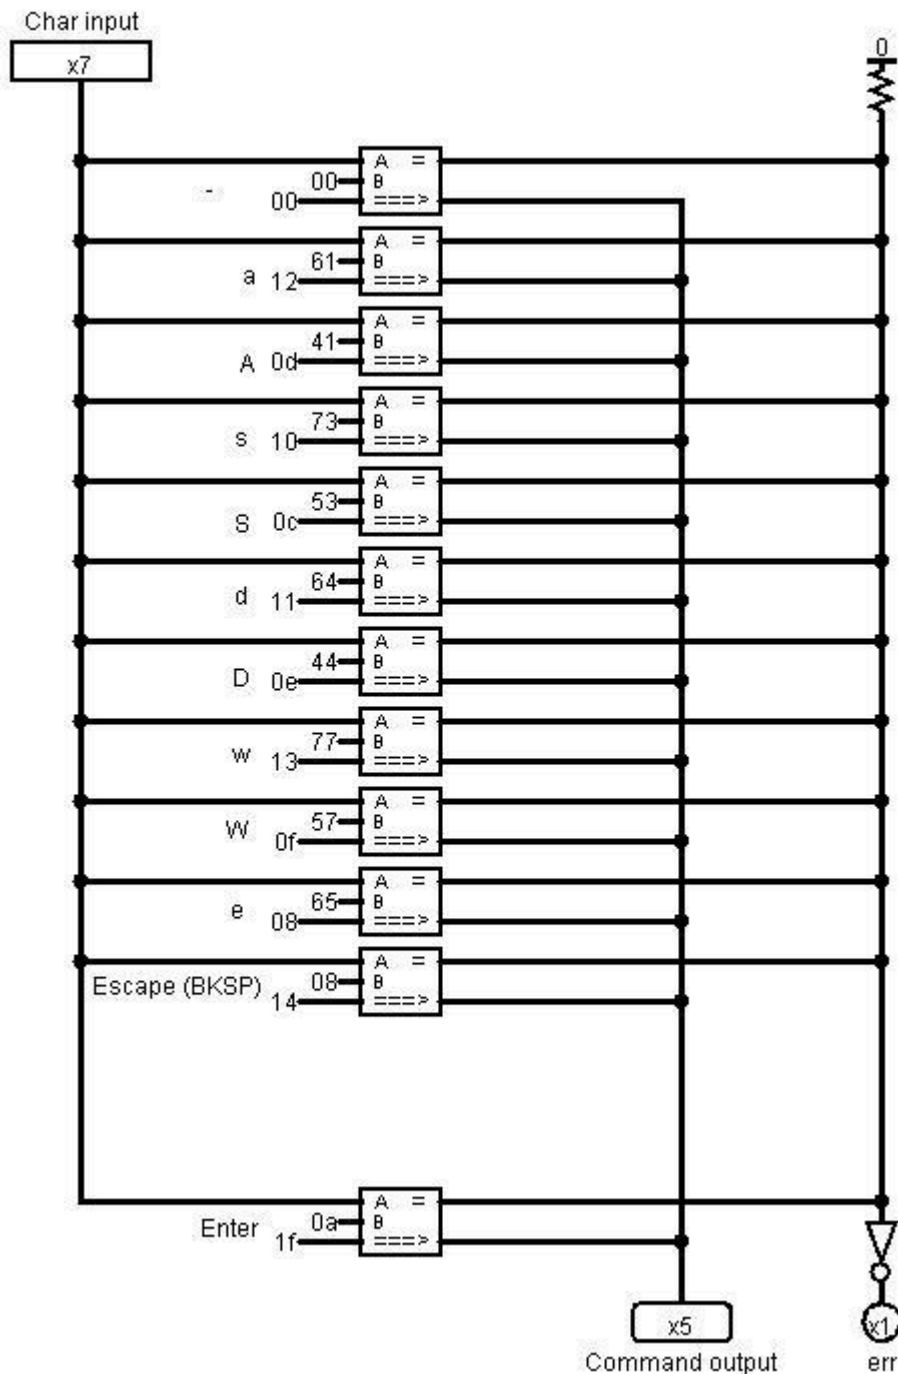 Char input
x7
0
A =
00 B
- 00 ===>
A =
61 B
a 12 ===>
A =
41 B
A 0d ===>
A =
73 B
s 10 ===>
A =
53 B
S 0c ===>
A =
64 B
d 11 ===>
A =
44 B
D 0e ===>
A =
77 B
w 13 ===>
A =
57 B
W 0f ===>
A =
65 B
e 08 ===>
A =
08 B
Escape (BKSP) 14 ===>
A =
0a B
Enter 1f ===>
x5 x1
Command output err